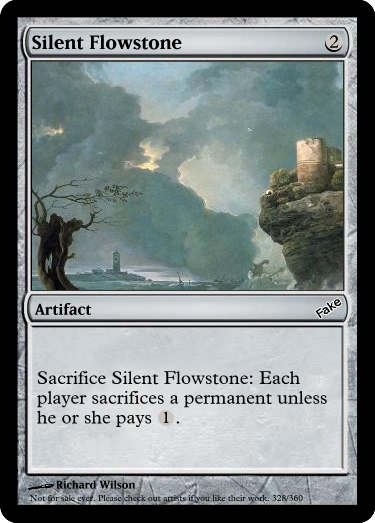 Silent Flowstone 2
Artifact Fake
Sacrifice Silent Flowstone: Each
player sacrifices a permanent unless
he or she pays 1.
Richard Wilson
Not for sale ever. Please check out artists if you like their work. 328/360